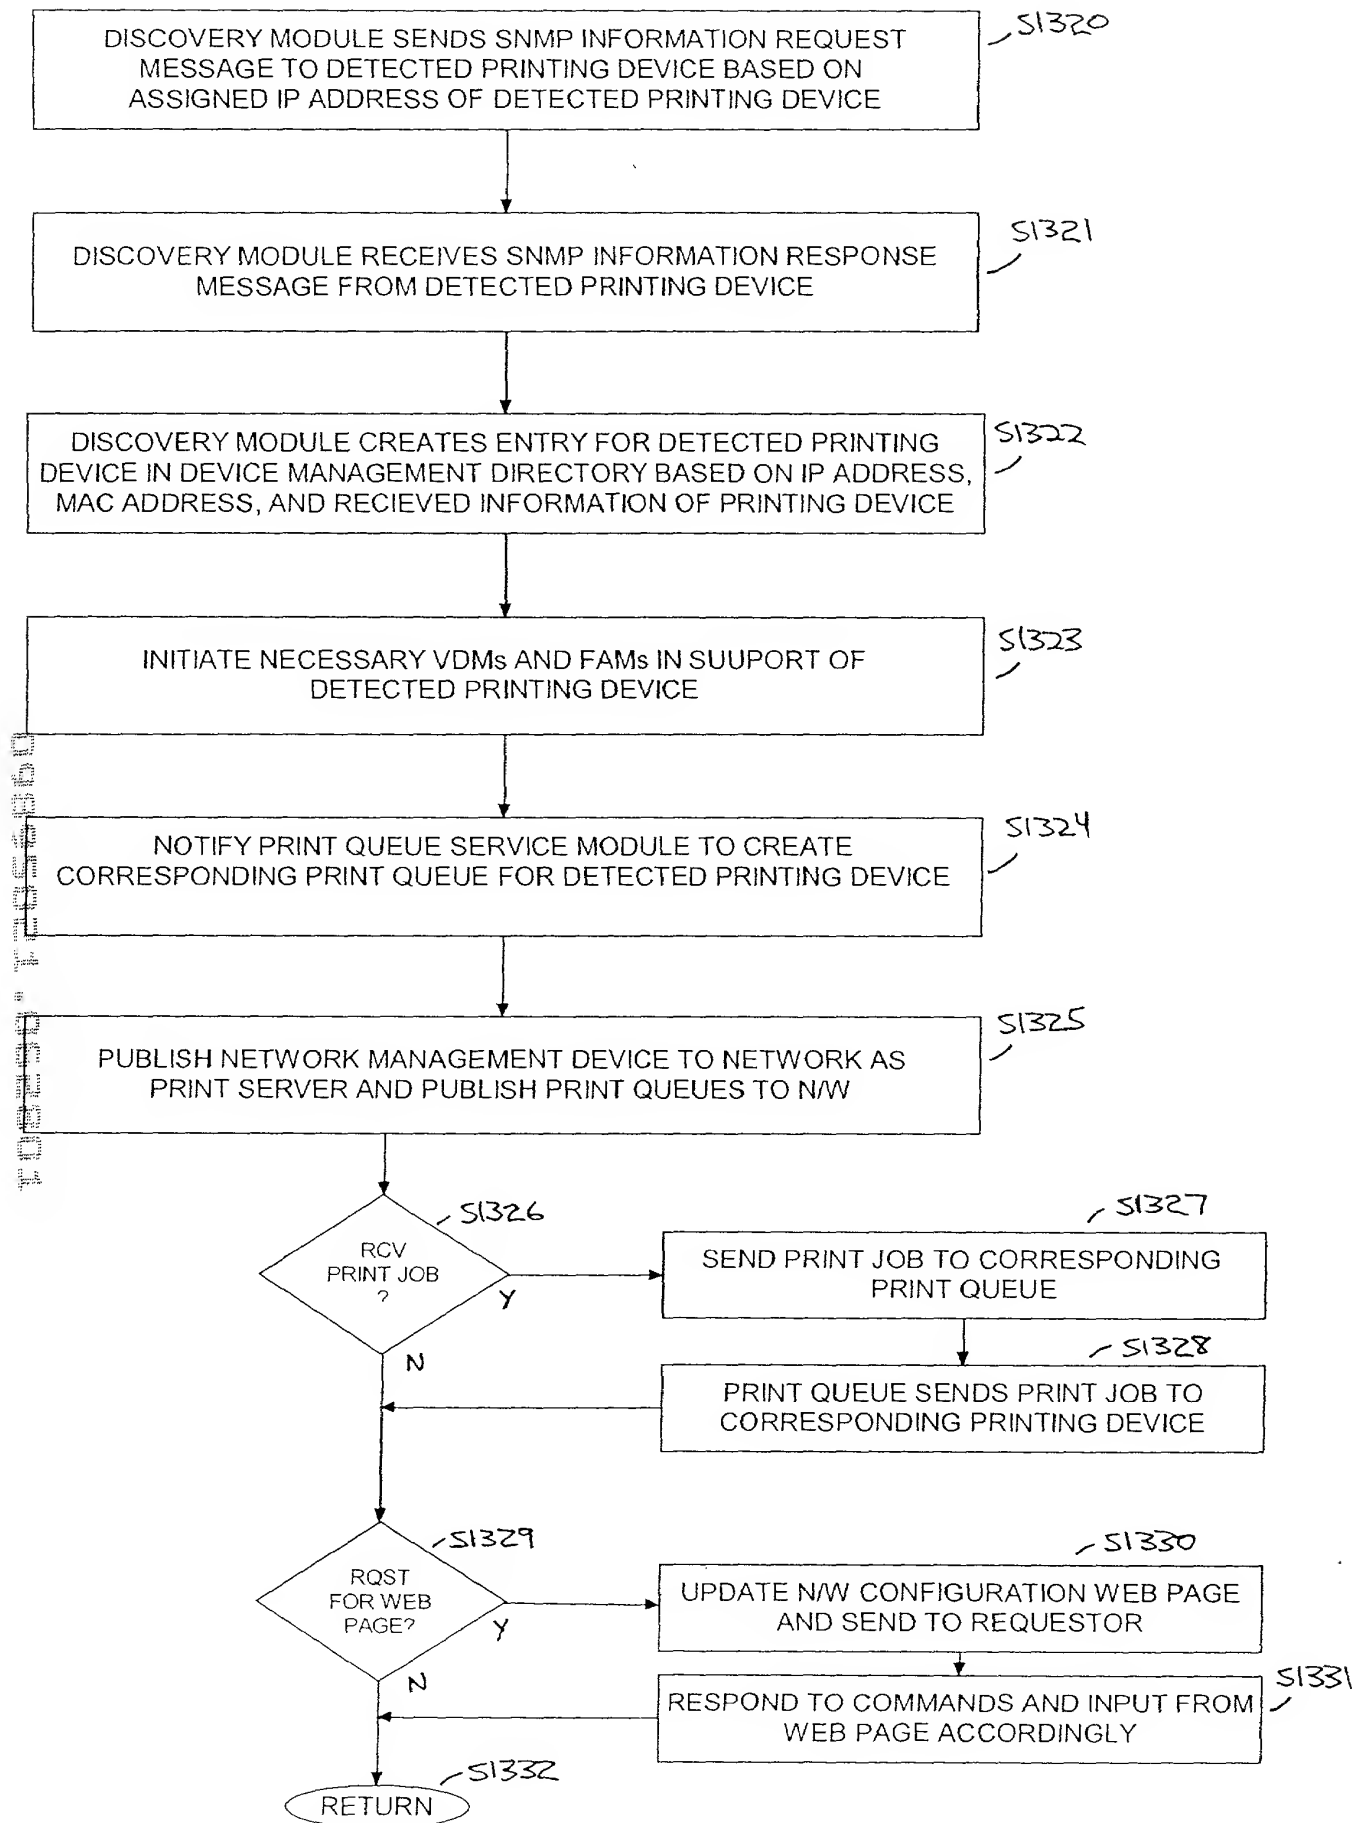 S1320
DISCOVERY MODULE SENDS SNMP INFORMATION REQUEST
MESSAGE TO DETECTED PRINTING DEVICE BASED ON
ASSIGNED IP ADDRESS OF DETECTED PRINTING DEVICE
S1321
DISCOVERY MODULE RECEIVES SNMP INFORMATION RESPONSE
MESSAGE FROM DETECTED PRINTING DEVICE
S1322
DISCOVERY MODULE CREATES ENTRY FOR DETECTED PRINTING
DEVICE IN DEVICE MANAGEMENT DIRECTORY BASED ON IP ADDRESS,
MAC ADDRESS, AND RECIEVED INFORMATION OF PRINTING DEVICE
S1323
INITIATE NECESSARY VDMs AND FAMs IN SUUPORT OF
DETECTED PRINTING DEVICE
S1324
NOTIFY PRINT QUEUE SERVICE MODULE TO CREATE
CORRESPONDING PRINT QUEUE FOR DETECTED PRINTING DEVICE
S1325
PUBLISH NETWORK MANAGEMENT DEVICE TO NETWORK AS
PRINT SERVER AND PUBLISH PRINT QUEUES TO N/W
S1326
RCV
PRINT JOB
?
Y
N
S1327
SEND PRINT JOB TO CORRESPONDING
PRINT QUEUE
S1328
PRINT QUEUE SENDS PRINT JOB TO
CORRESPONDING PRINTING DEVICE
S1329
RQST
FOR WEB
PAGE?
Y
N
S1330
UPDATE N/W CONFIGURATION WEB PAGE
AND SEND TO REQUESTOR
S1331
RESPOND TO COMMANDS AND INPUT FROM
WEB PAGE ACCORDINGLY
S1332
RETURN